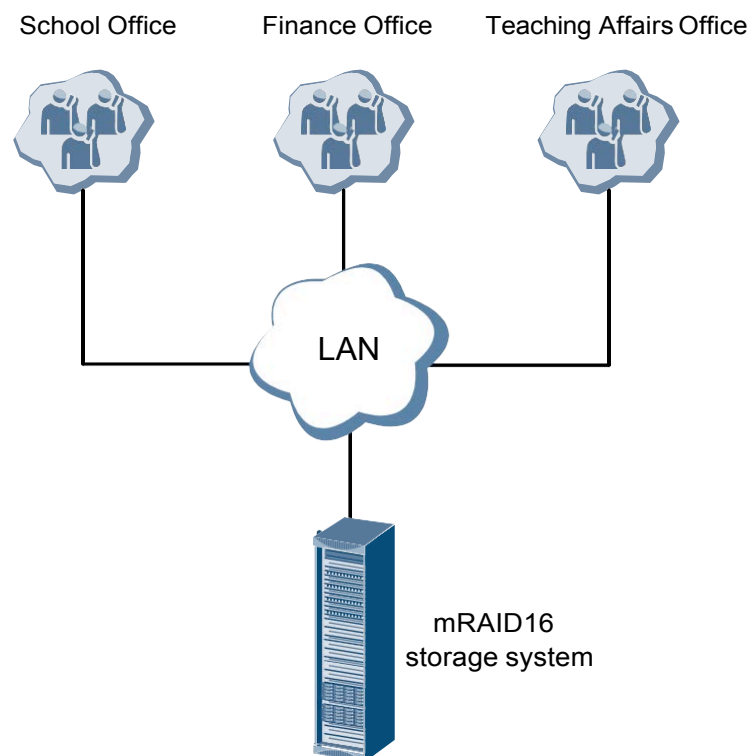 School Office
Finance Office
Teaching Affairs Office
LAN
mRAID16
storage system